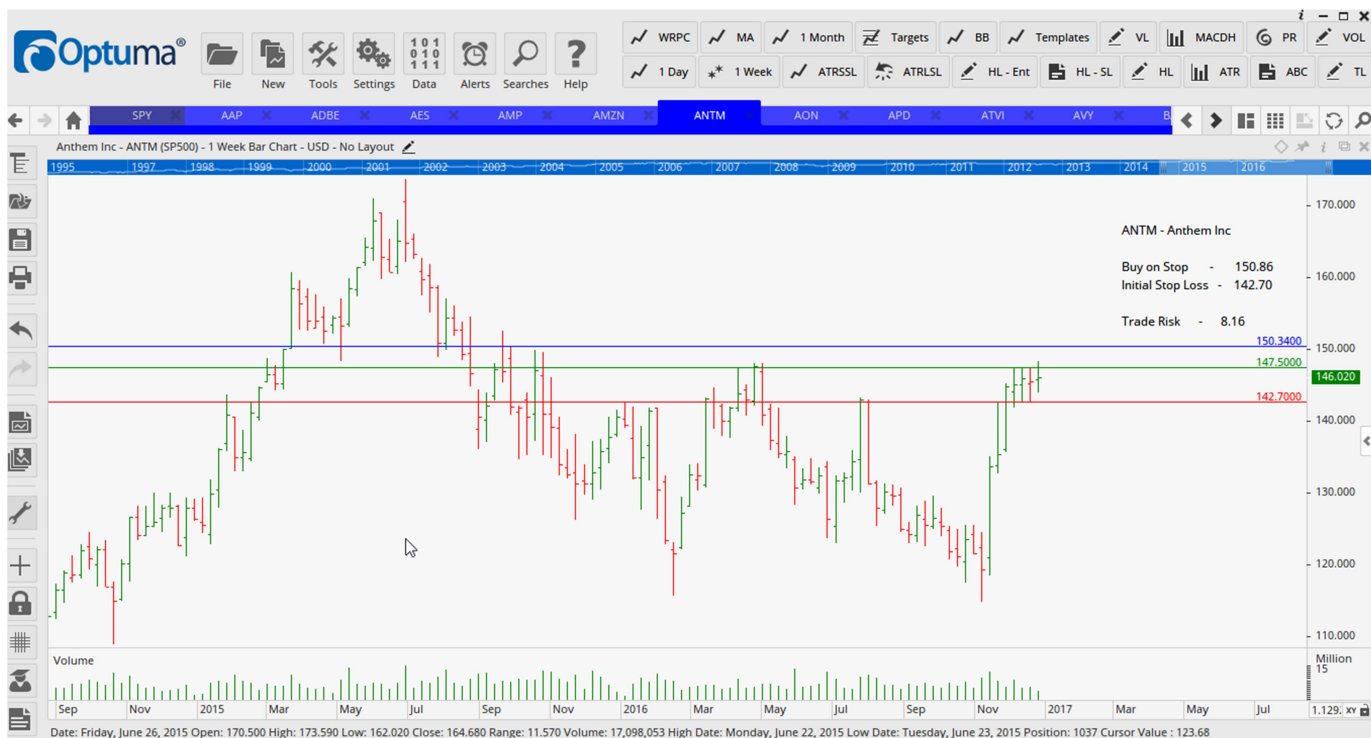 i
Optuma®
File
New
Tools
Settings
101
010
111
Data
Alerts
Searches
?
Help
WRPC
MA
1 Month
Targets
BB
Templates
VL
MACDH
PR
VOL
1 Day
1 Week
ATRSSL
ATRLSL
HL - Ent
HL - SL
HL
ATR
ABC
TL
SPY
AAP
ADBE
AES
AMP
AMZN
ANTM
AON
APD
ATVI
AVY
Anthem Inc - ANTM (SP500) - 1 Week Bar Chart - USD - No Layout
i
1995 1997 1998 1999 2000 2001 2002 2003 2004 2005 2006 2007 2008 2009 2010 2011 2012 2013 2014 2015 2016
170.000
160.000
150.000
146.020
140.000
130.000
120.000
110.000
ANTM - Anthem Inc
Buy on Stop - 150.86
Initial Stop Loss - 142.70
Trade Risk - 8.16
150.3400
147.5000
142.7000
Volume
Million
15
Sep Nov 2015 Mar May Jul Sep Nov 2016 Mar May Jul Sep Nov 2017 Mar May Jul
1.129. XY
Date: Friday, June 26, 2015 Open: 170.500 High: 173.590 Low: 162.020 Close: 164.680 Range: 11.570 Volume: 17,098,053 High Date: Monday, June 22, 2015 Low Date: Tuesday, June 23, 2015 Position: 1037 Cursor Value : 123.68